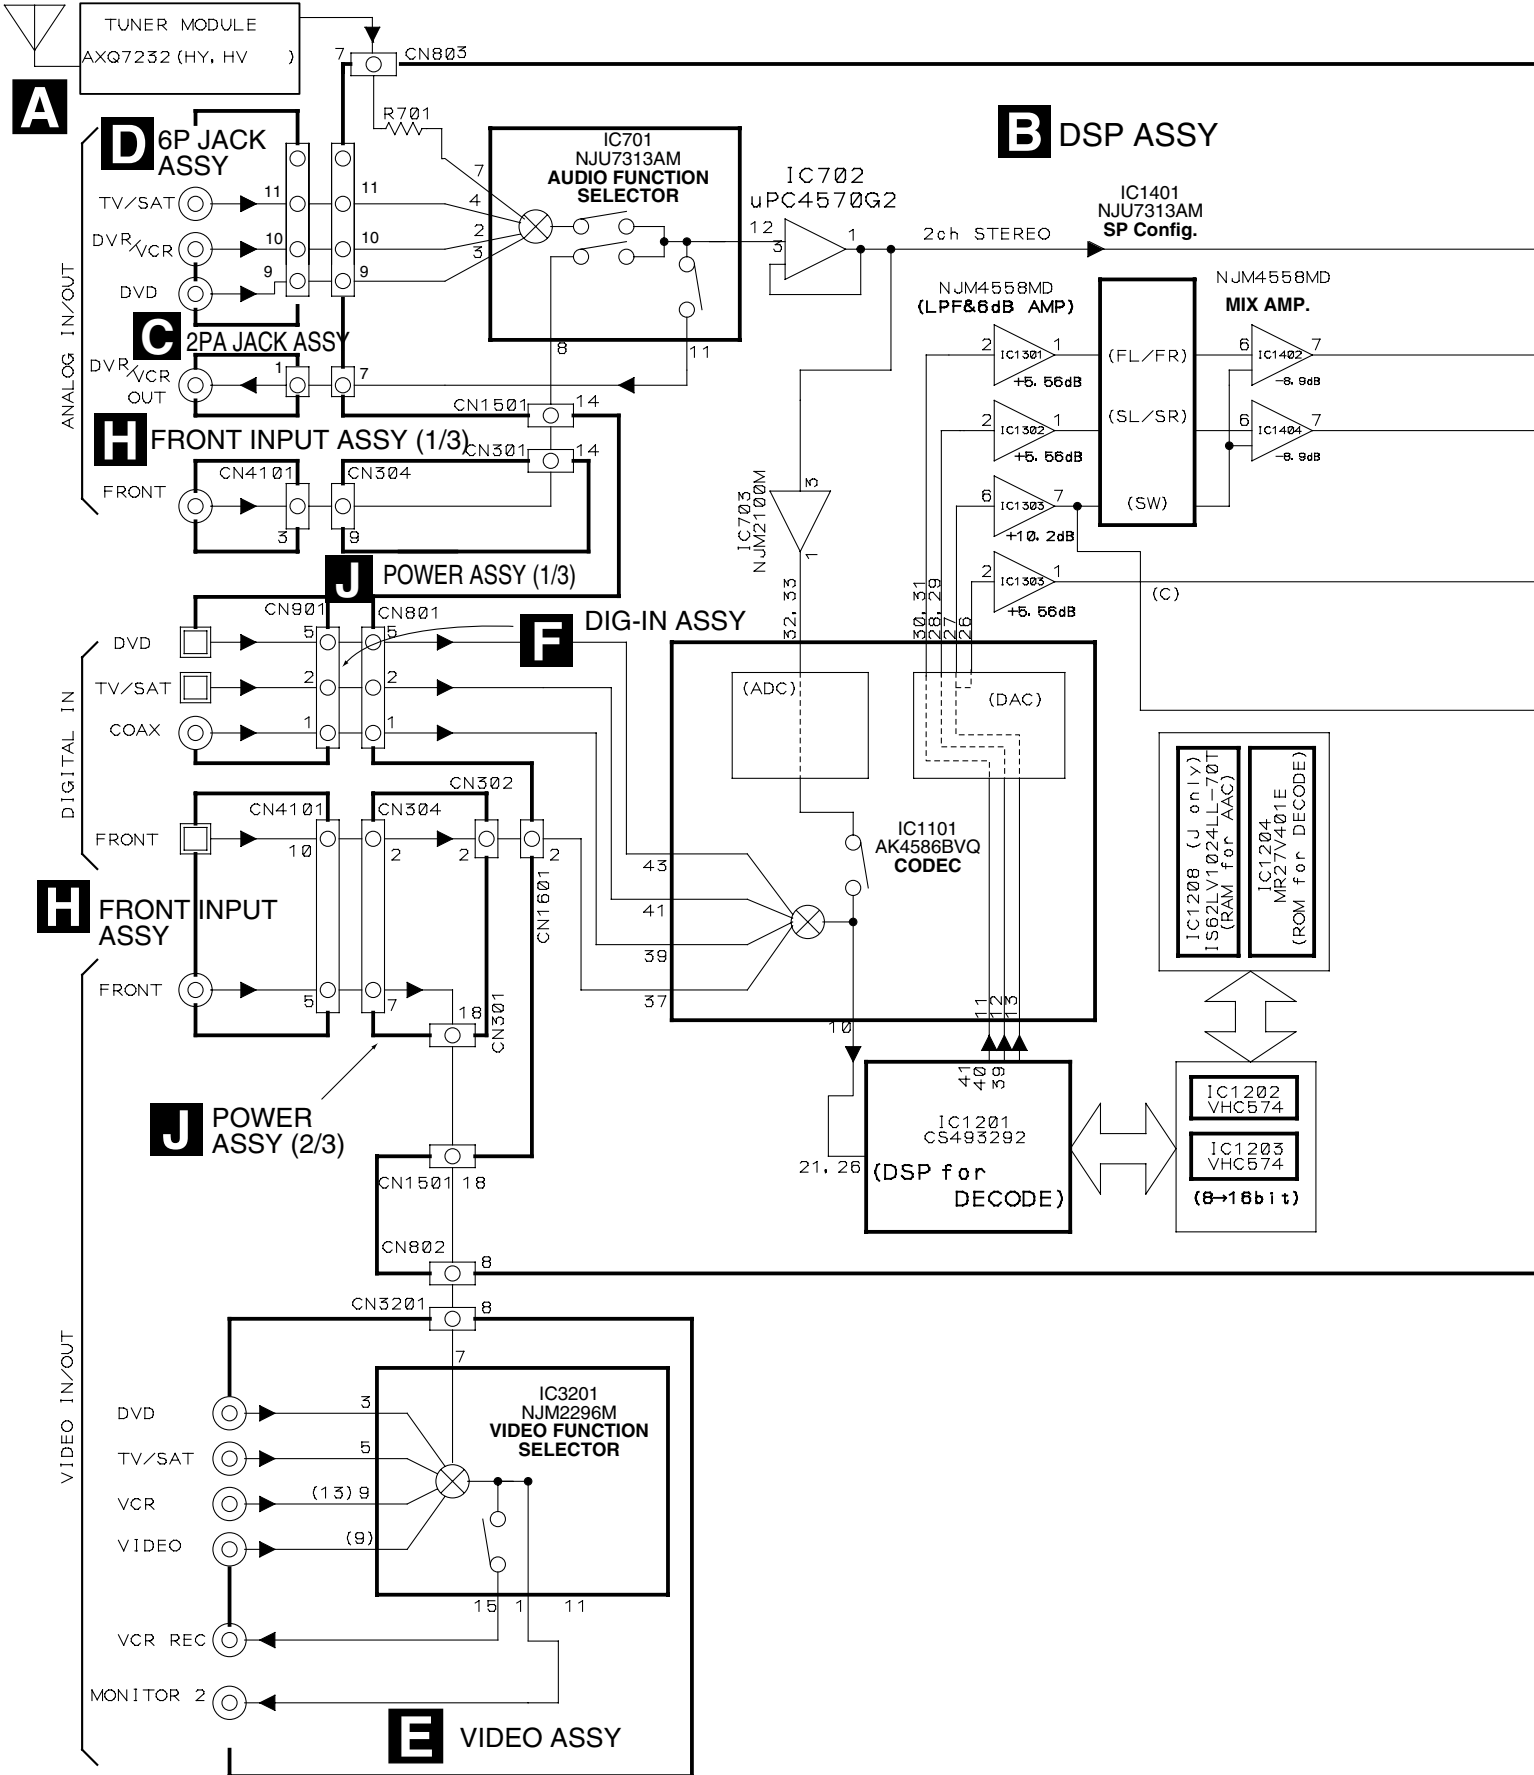 TUNER MODULE
AXQ7232 (HY, HV )
A
7
CN803
R701
D 6P JACK
ASSY
B DSP ASSY
IC701
NJU7313AM
AUDIO FUNCTION
SELECTOR
7
4
2
3
8
11
IC702
uPC4570G2
12
3
1
2ch STEREO
IC1401
NJU7313AM
SP Config.
ANALOG IN/OUT
TV/SAT
11
11
DVR/VCR
10
10
DVD
9
9
C 2PA JACK ASSY
DVR/VCR
OUT
1
7
NJM4558MD
(LPF&6dB AMP)
NJM4558MD
MIX AMP.
2
IC1301
1
+5.56dB
(FL/FR)
6
IC1402
7
-8.9dB
2
IC1302
1
+5.56dB
(SL/SR)
6
IC1404
7
-8.9dB
6
IC1303
7
+10.2dB
(SW)
2
IC1303
1
+5.56dB
(C)
CN1501
14
H FRONT INPUT ASSY (1/3)
CN301
14
CN4101
CN304
FRONT
3
9
IC703
NJM2100M
3
1
J POWER ASSY (1/3)
F DIG-IN ASSY
CN901
CN801
DIGITAL IN
DVD
5
5
TV/SAT
2
2
COAX
1
1
32, 33
30, 31
28, 29
27
26
(ADC)
(DAC)
IC1101
AK4586BVQ
CODEC
43
41
39
37
10
11
12
13
CN302
CN4101
CN304
FRONT
10
2
2
2
CN1601
H FRONT INPUT
ASSY
FRONT
5
7
18
CN301
J POWER
ASSY (2/3)
IC1208 (J only)
IS62LV1024LL-70T
(RAM for AAC)
IC1204
MR27V401E
(ROM for DECODE)
41
40
39
IC1201
CS493292
(DSP for
DECODE)
21, 26
IC1202
VHC574
IC1203
VHC574
(8→16bit)
CN1501 18
CN802
8
CN3201
8
7
VIDEO IN/OUT
IC3201
NJM2296M
VIDEO FUNCTION
SELECTOR
DVD
3
TV/SAT
5
VCR
(13) 9
VIDEO
(9)
15
1
11
VCR REC
MONITOR 2
E VIDEO ASSY